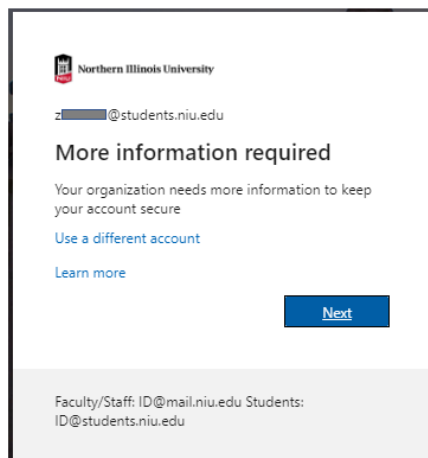 NIU
Northern Illinois University
z@students.niu.edu
More information required
Your organization needs more information to keep
your account secure
Use a different account
Learn more
Next
Faculty/Staff: ID@mail.niu.edu Students:
ID@students.niu.edu